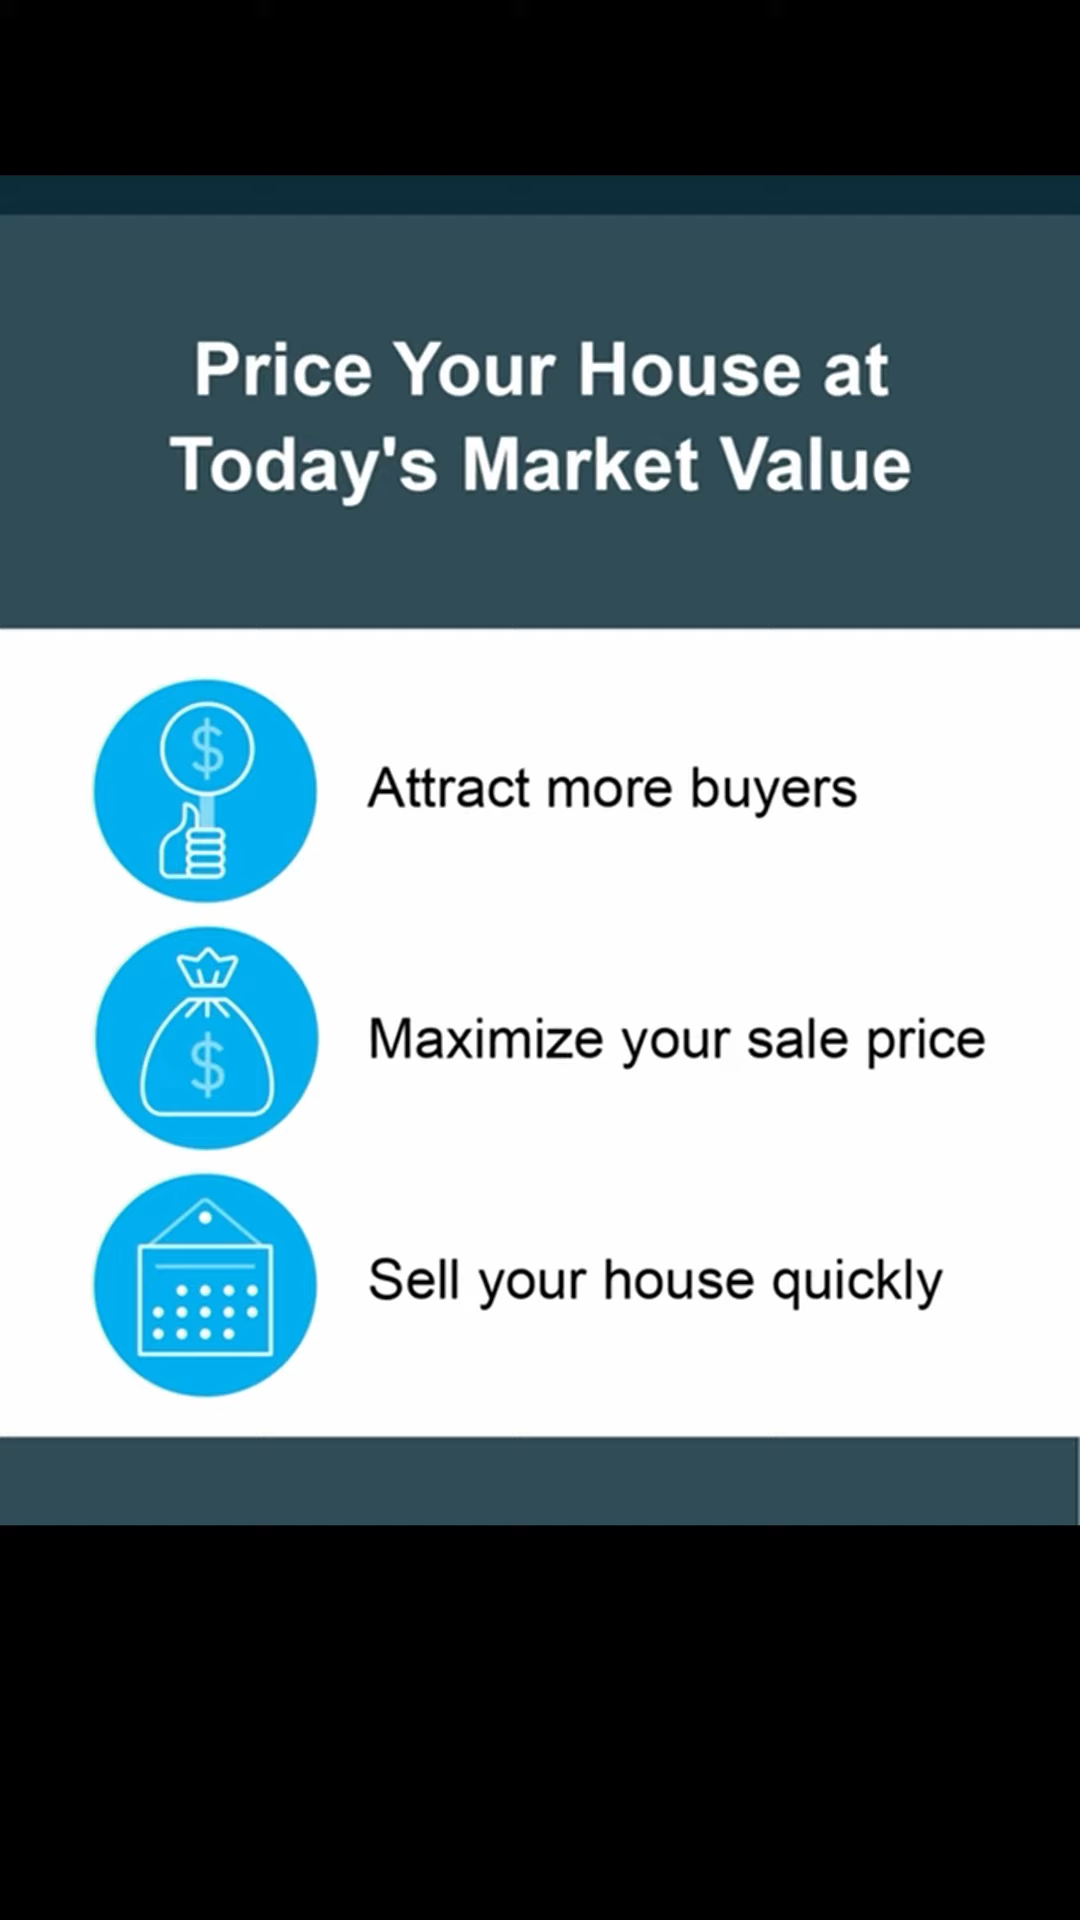 Price Your House at
Today's Market Value
$
Attract more buyers
$
Maximize your sale price
Sell your house quickly